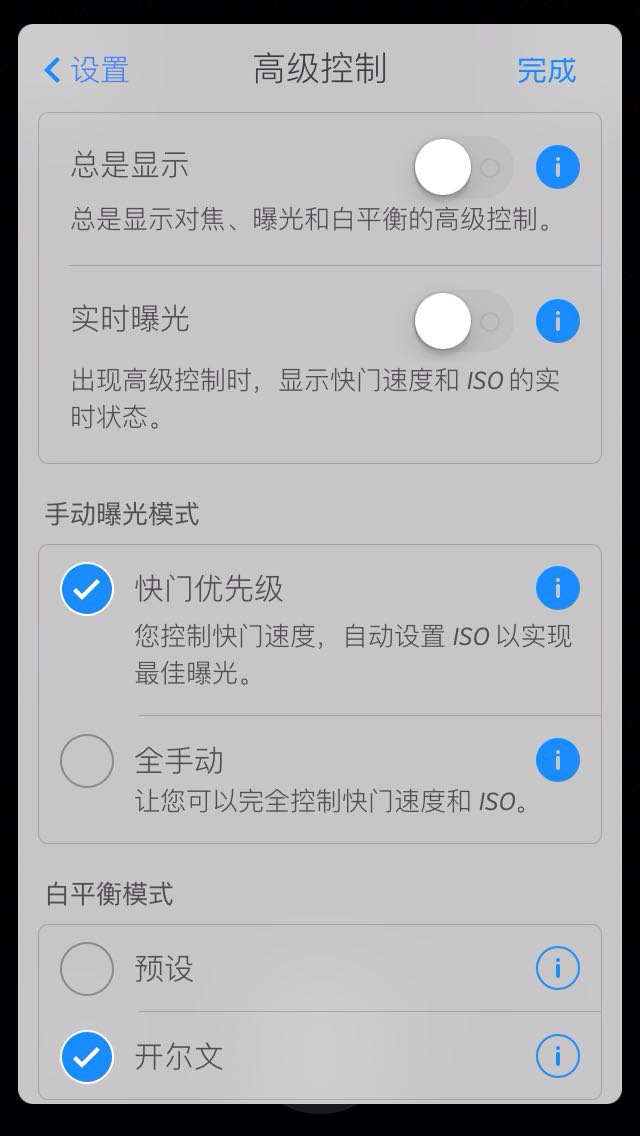 设置
高级控制
完成
总是显示
总是显示对焦、曝光和白平衡的高级控制。
实时曝光
出现高级控制时，显示快门速度和 ISO 的实
时状态。
手动曝光模式
快门优先级
您控制快门速度，自动设置 ISO 以实现
最佳曝光。
全手动
让您可以完全控制快门速度和 ISO。
白平衡模式
预设
开尔文